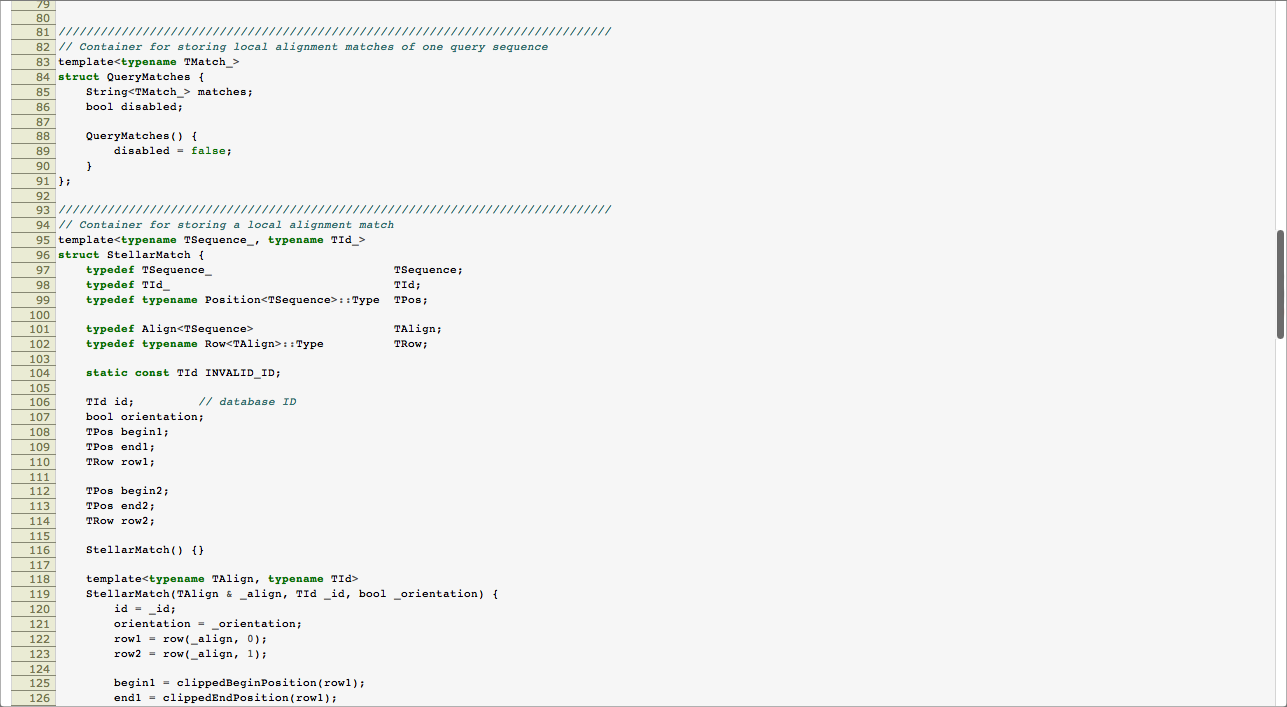 79
80
81 ///////////////////////////////////////////////////////////////////////////////
82 // Container for storing local alignment matches of one query sequence
83 template<typename TMatch_>
84 struct QueryMatches {
85     String<TMatch_> matches;
86     bool disabled;
87
88     QueryMatches() {
89         disabled = false;
90     }
91 };
92
93 ///////////////////////////////////////////////////////////////////////////////
94 // Container for storing a local alignment match
95 template<typename TSequence_, typename TId_>
96 struct StellarMatch {
97     typedef TSequence_                          TSequence;
98     typedef TId_                                TId;
99     typedef typename Position<TSequence>::Type  TPos;
100
101     typedef Align<TSequence>                    TAlign;
102     typedef typename Row<TAlign>::Type          TRow;
103
104     static const TId INVALID_ID;
105
106     TId id;         // database ID
107     bool orientation;
108     TPos begin1;
109     TPos end1;
110     TRow row1;
111
112     TPos begin2;
113     TPos end2;
114     TRow row2;
115
116     StellarMatch() {}
117
118     template<typename TAlign, typename TId>
119     StellarMatch(TAlign & _align, TId _id, bool _orientation) {
120         id = _id;
121         orientation = _orientation;
122         row1 = row(_align, 0);
123         row2 = row(_align, 1);
124
125         begin1 = clippedBeginPosition(row1);
126         end1 = clippedEndPosition(row1);